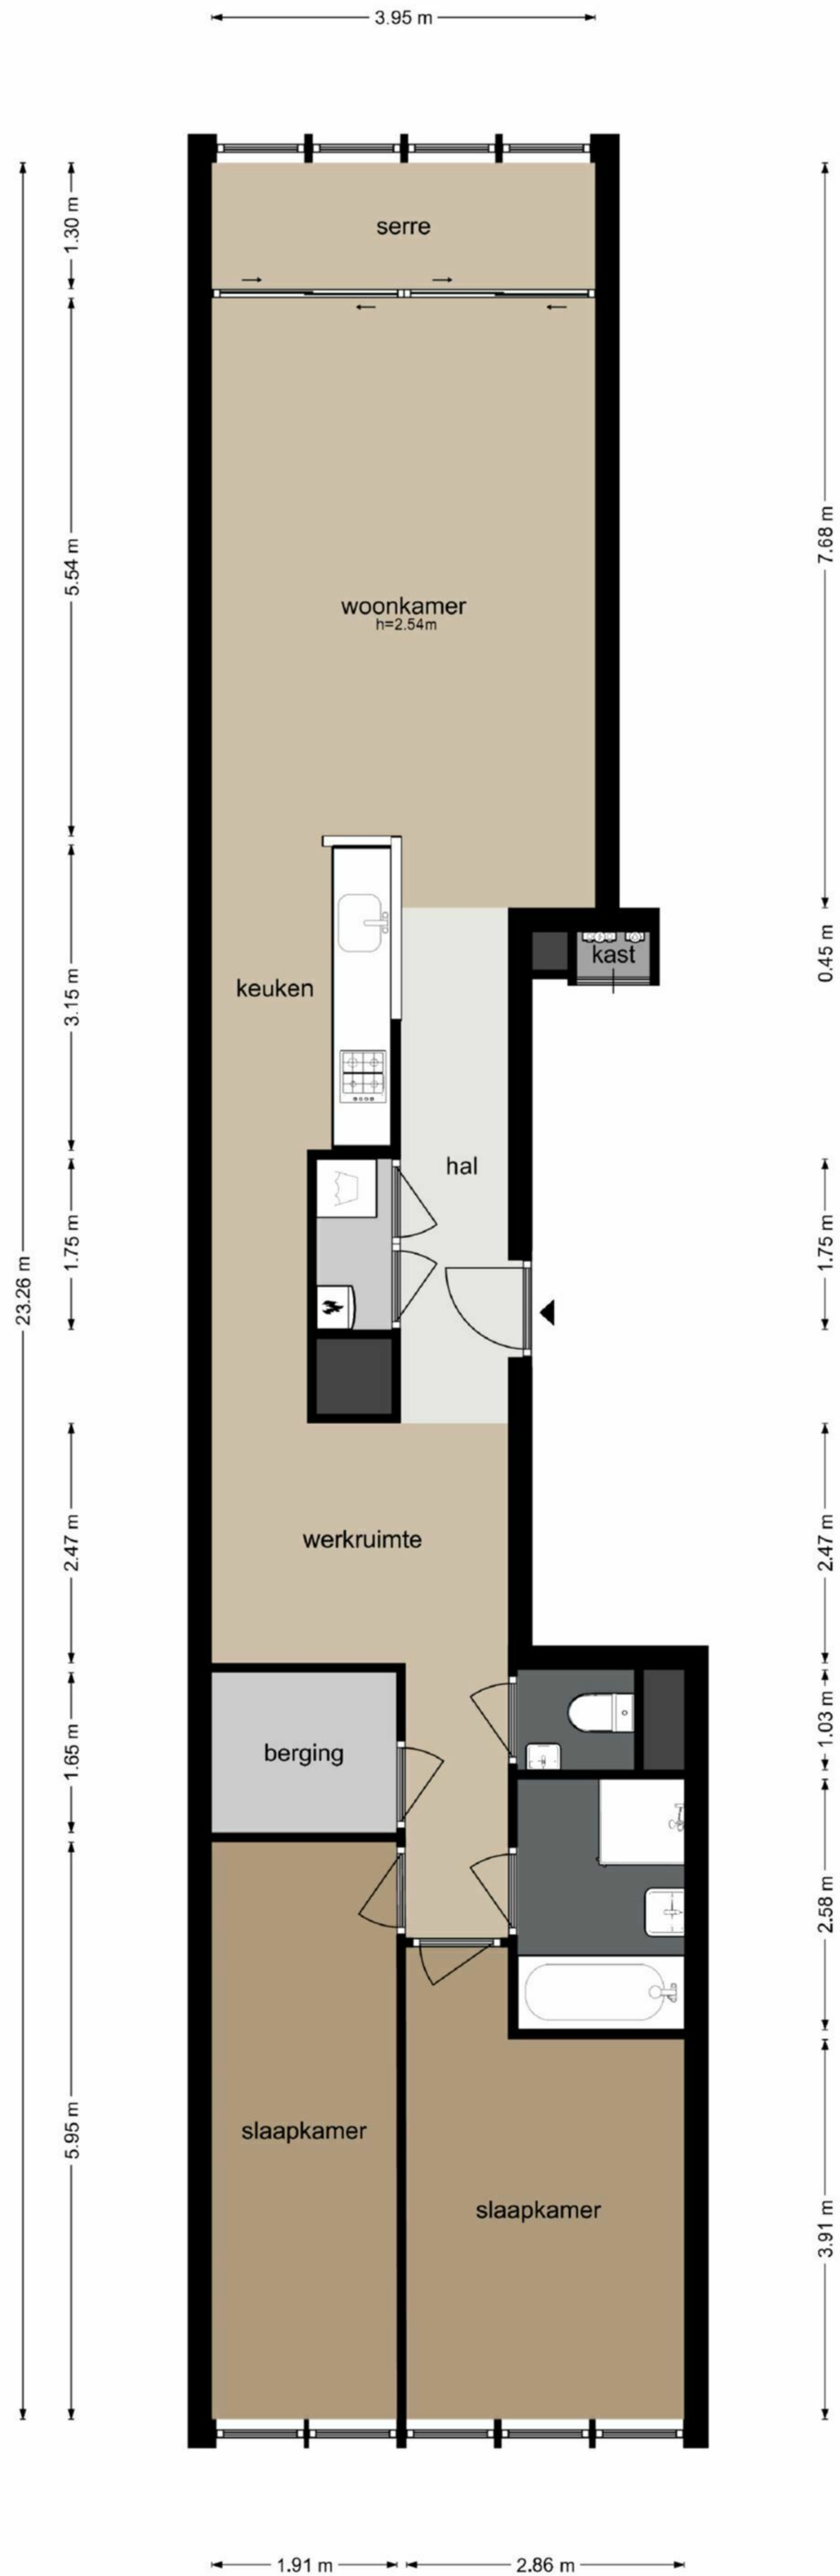 3.95 m
serre
1.30 m
5.54 m
7.68 m
woonkamer
h=2.54m
kast
0.45 m
keuken
3.15 m
hal
1.75 m
1.75 m
23.26 m
werkruimte
2.47 m
2.47 m
berging
1.65 m
1.03 m
2.58 m
slaapkamer
5.95 m
slaapkamer
3.91 m
1.91 m
2.86 m